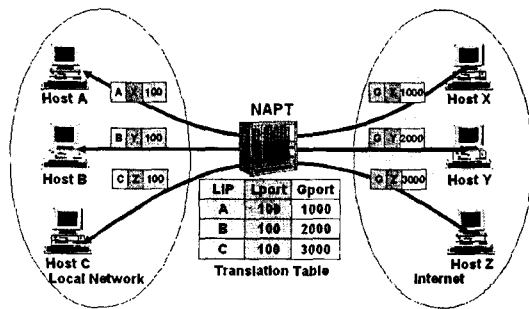 A X 100
G X 1000
Host A
NAPT
Host X
B Y 100
G Y 2000
Host B
Host Y
C Z 100
G Z 3000
LIP Lport Gport
A 100 1000
B 100 2000
C 100 3000
Host C
Local Network
Translation Table
Internet
Host Z